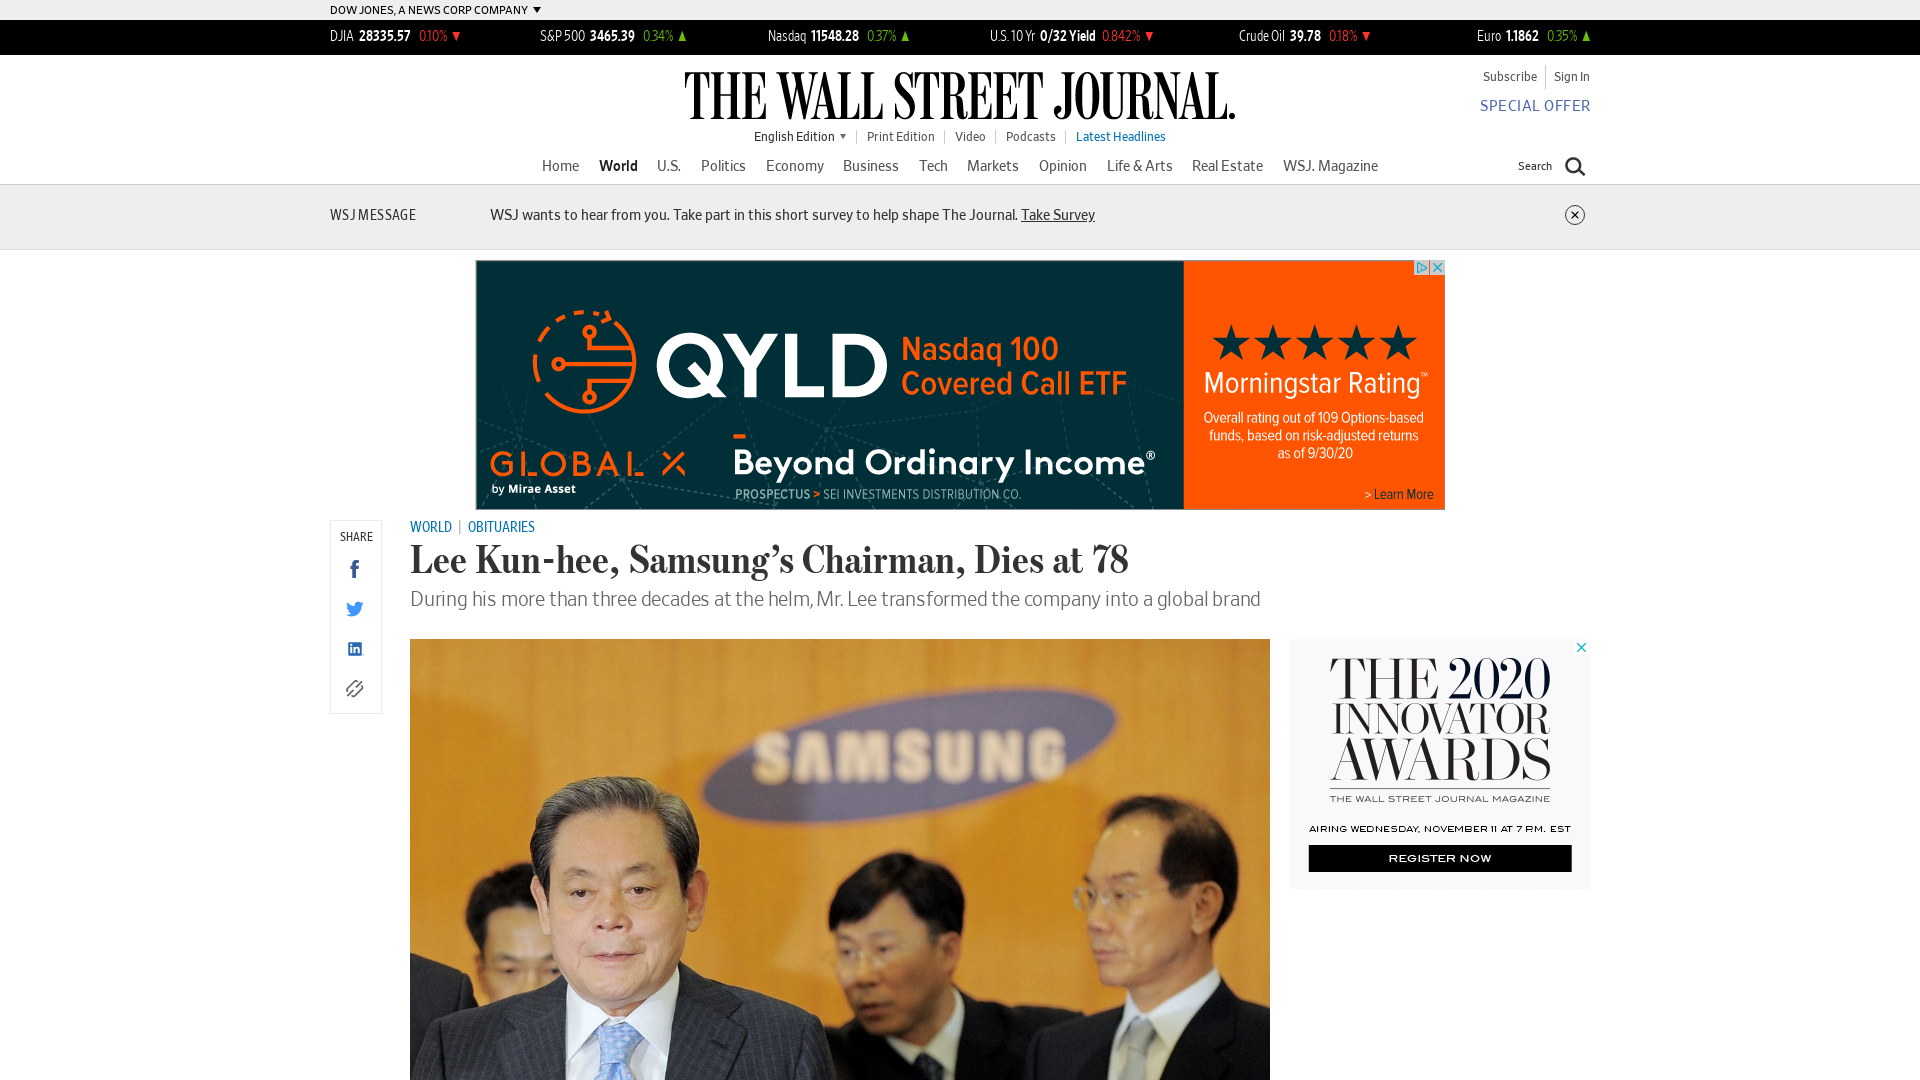 DOW JONES, A NEWS CORP COMPANY
DJIA 28335.57 0.10% S&P 500 3465.39 0.34% Nasdaq 11548.28 0.37% U.S. 10 Yr 0/32 Yield 0.842% Crude Oil 39.78 0.18% Euro 1.1862 0.35%
THE WALL STREET JOURNAL.
Subscribe Sign In
SPECIAL OFFER
English Edition Print Edition Video Podcasts Latest Headlines
Home World U.S. Politics Economy Business Tech Markets Opinion Life & Arts Real Estate WSJ. Magazine Search
WSJ MESSAGE WSJ wants to hear from you. Take part in this short survey to help shape The Journal. Take Survey
QYLD Nasdaq 100
Covered Call ETF
GLOBAL X
by Mirae Asset
Beyond Ordinary Income®
PROSPECTUS > SEI INVESTMENTS DISTRIBUTION CO.
Morningstar Rating™
Overall rating out of 109 Options-based
funds, based on risk-adjusted returns
as of 9/30/20
> Learn More
SHARE
WORLD | OBITUARIES
Lee Kun-hee, Samsung’s Chairman, Dies at 78
During his more than three decades at the helm, Mr. Lee transformed the company into a global brand
SAMSUNG
THE 2020
INNOVATOR
AWARDS
THE WALL STREET JOURNAL MAGAZINE
AIRING WEDNESDAY, NOVEMBER 11 AT 7 P.M. EST
REGISTER NOW